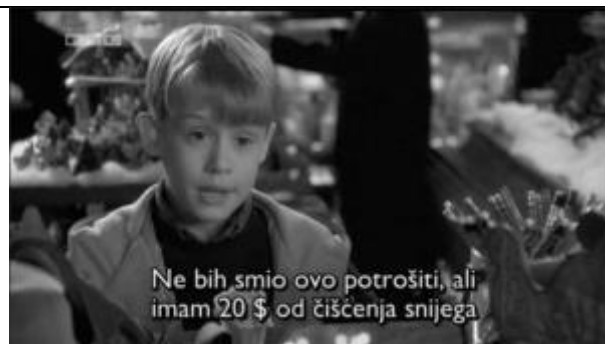 Ne bih smio ovo potrošiti, ali
imam 20 $ od čišćenja snijega